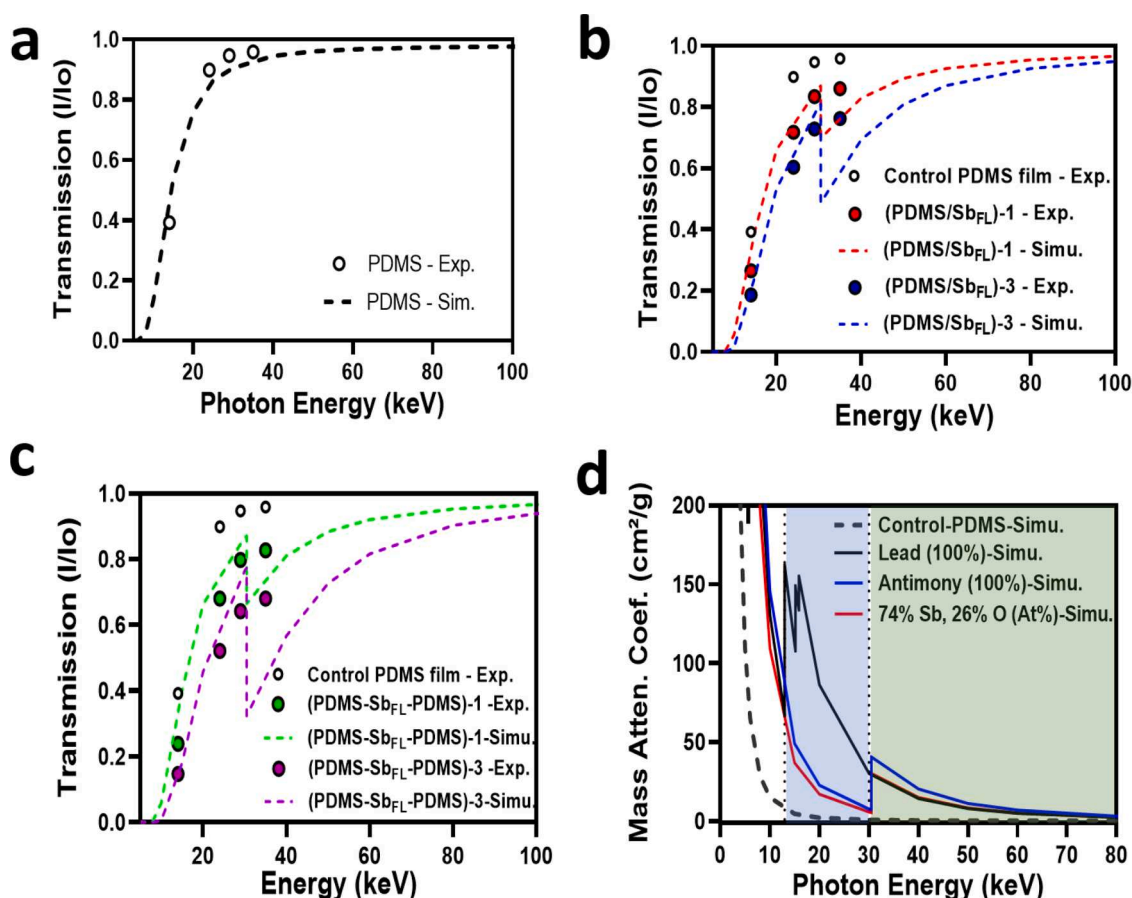 a
Transmission (I/Io)
1.0
0.8
0.6
0.4
0.2
0.0
PDMS - Exp.
PDMS - Sim.
20 40 60 80 100
Photon Energy (keV)
b
Transmission (I/Io)
1.0
0.8
0.6
0.4
0.2
0.0
Control PDMS film - Exp.
(PDMS/SbFL)-1 - Exp.
(PDMS/SbFL)-1 - Simu.
(PDMS/SbFL)-3 - Exp.
(PDMS/SbFL)-3 - Simu.
20 40 60 80 100
Energy (keV)
c
Transmission (I/Io)
1.0
0.8
0.6
0.4
0.2
0.0
Control PDMS film - Exp.
(PDMS-SbFL-PDMS)-1 -Exp.
(PDMS-SbFL-PDMS)-1-Simu.
(PDMS-SbFL-PDMS)-3 -Exp.
(PDMS-SbFL-PDMS)-3-Simu.
20 40 60 80 100
Energy (keV)
d
Mass Atten. Coef. (cm²/g)
200
150
100
50
0
Control-PDMS-Simu.
Lead (100%)-Simu.
Antimony (100%)-Simu.
74% Sb, 26% O (At%)-Simu.
0 10 20 30 40 50 60 70 80
Photon Energy (keV)